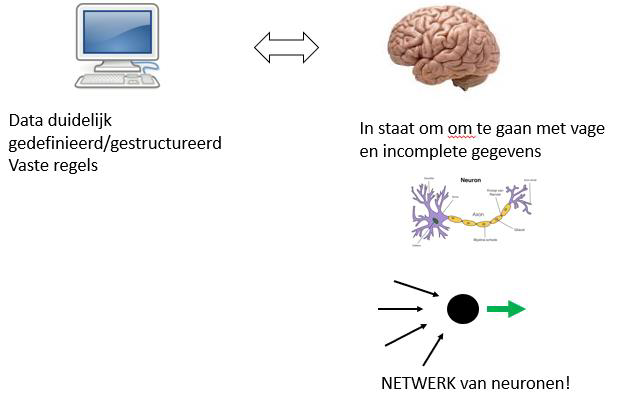 Data duidelijk
gedefinieerd/gestructureerd
Vaste regels
In staat om om te gaan met vage
en incomplete gegevens
Neuron
Axon
NETWERK van neuronen!